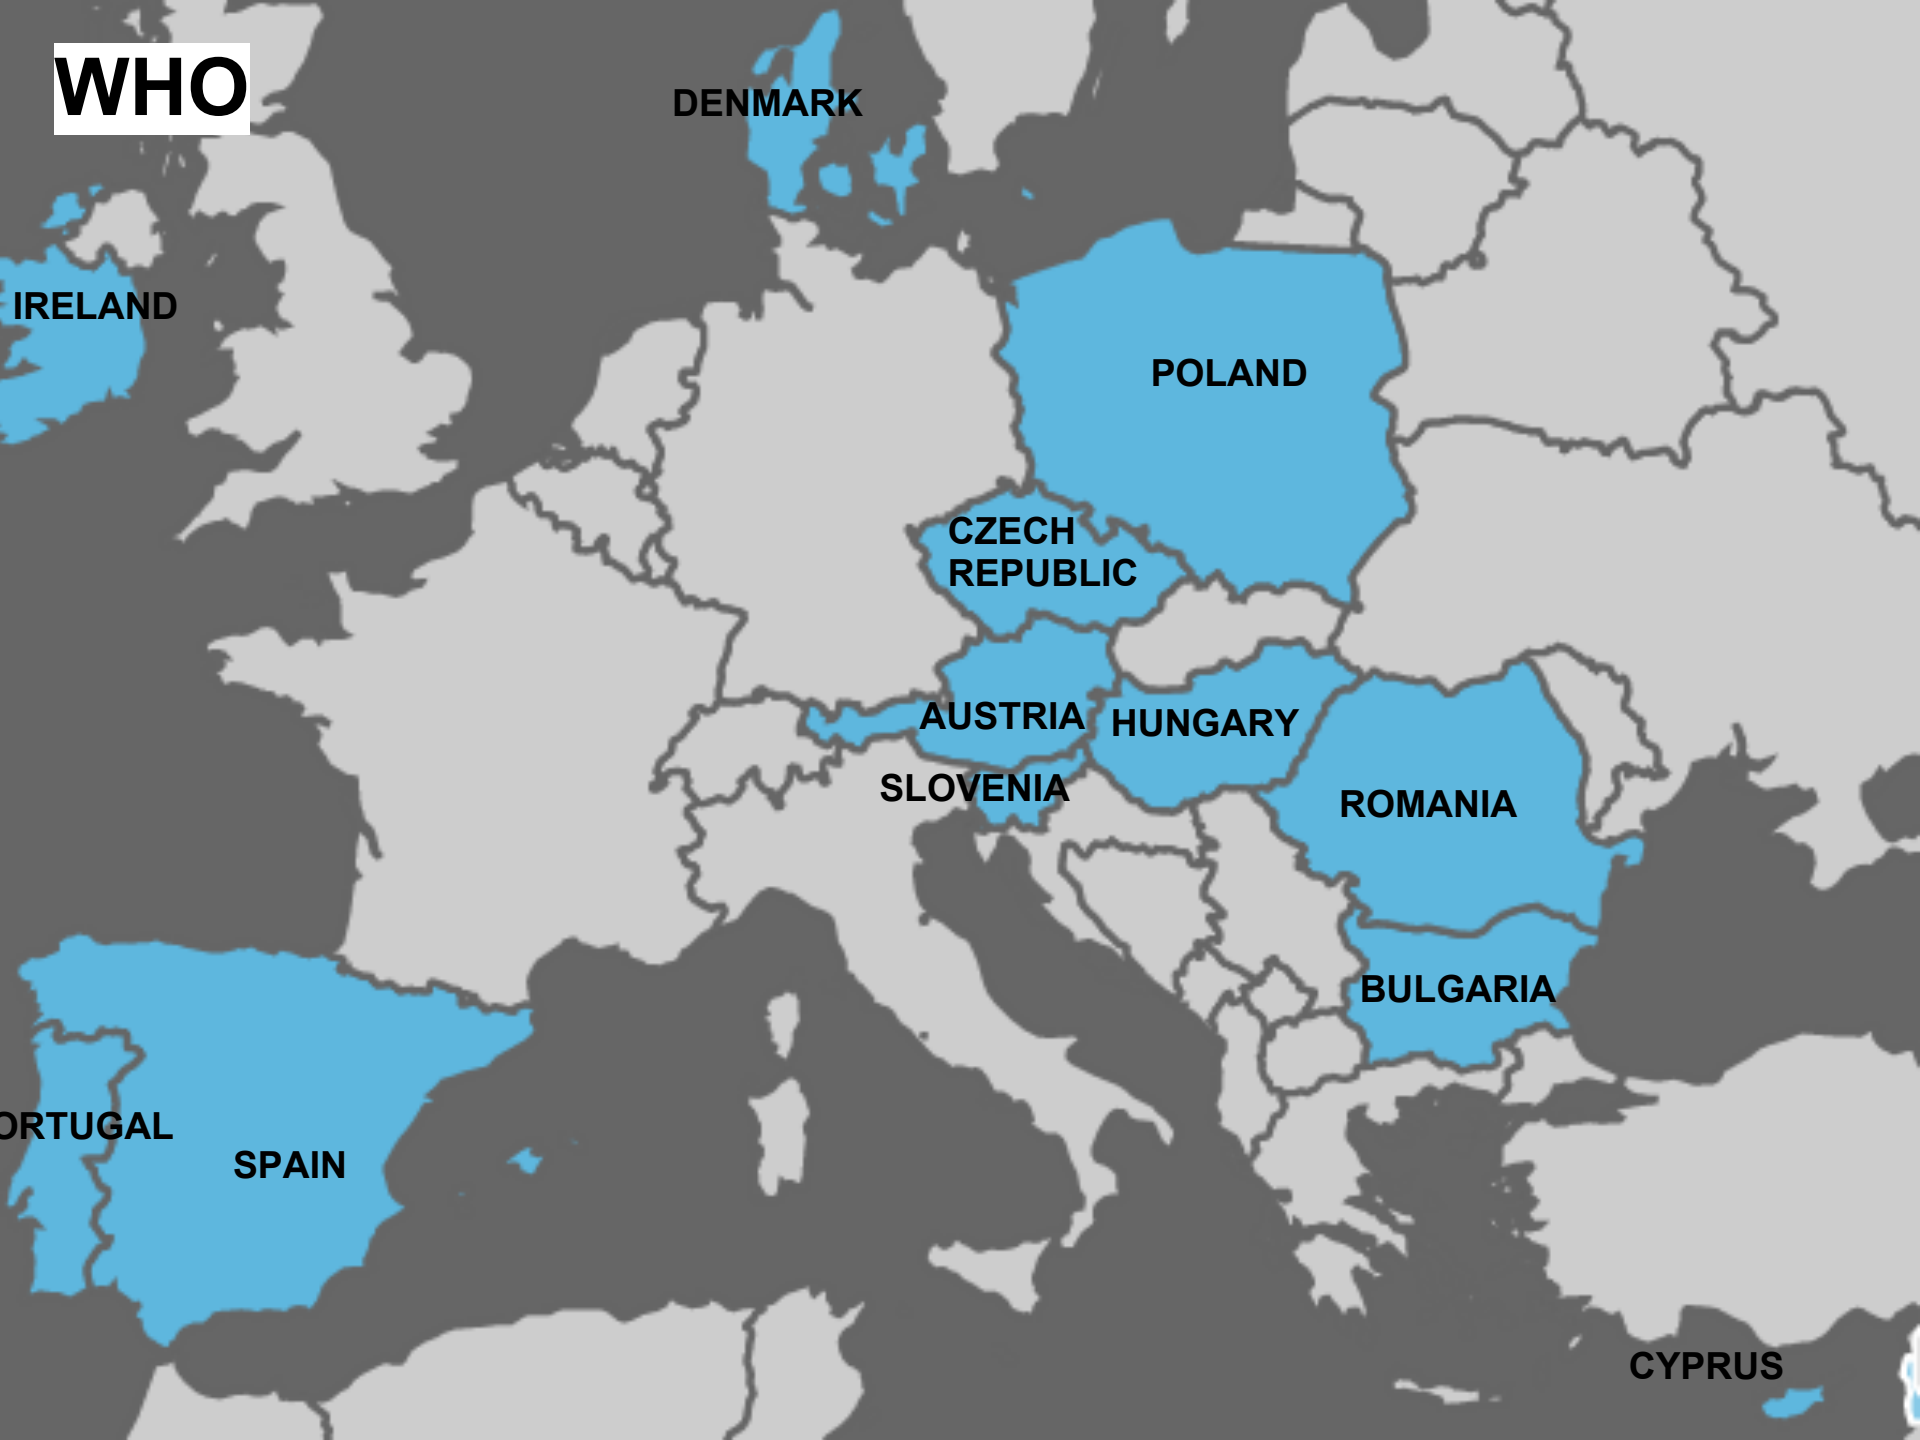 WHO
DENMARK
IRELAND
POLAND
CZECH
REPUBLIC
AUSTRIA
HUNGARY
SLOVENIA
ROMANIA
BULGARIA
ORTUGAL
SPAIN
CYPRUS